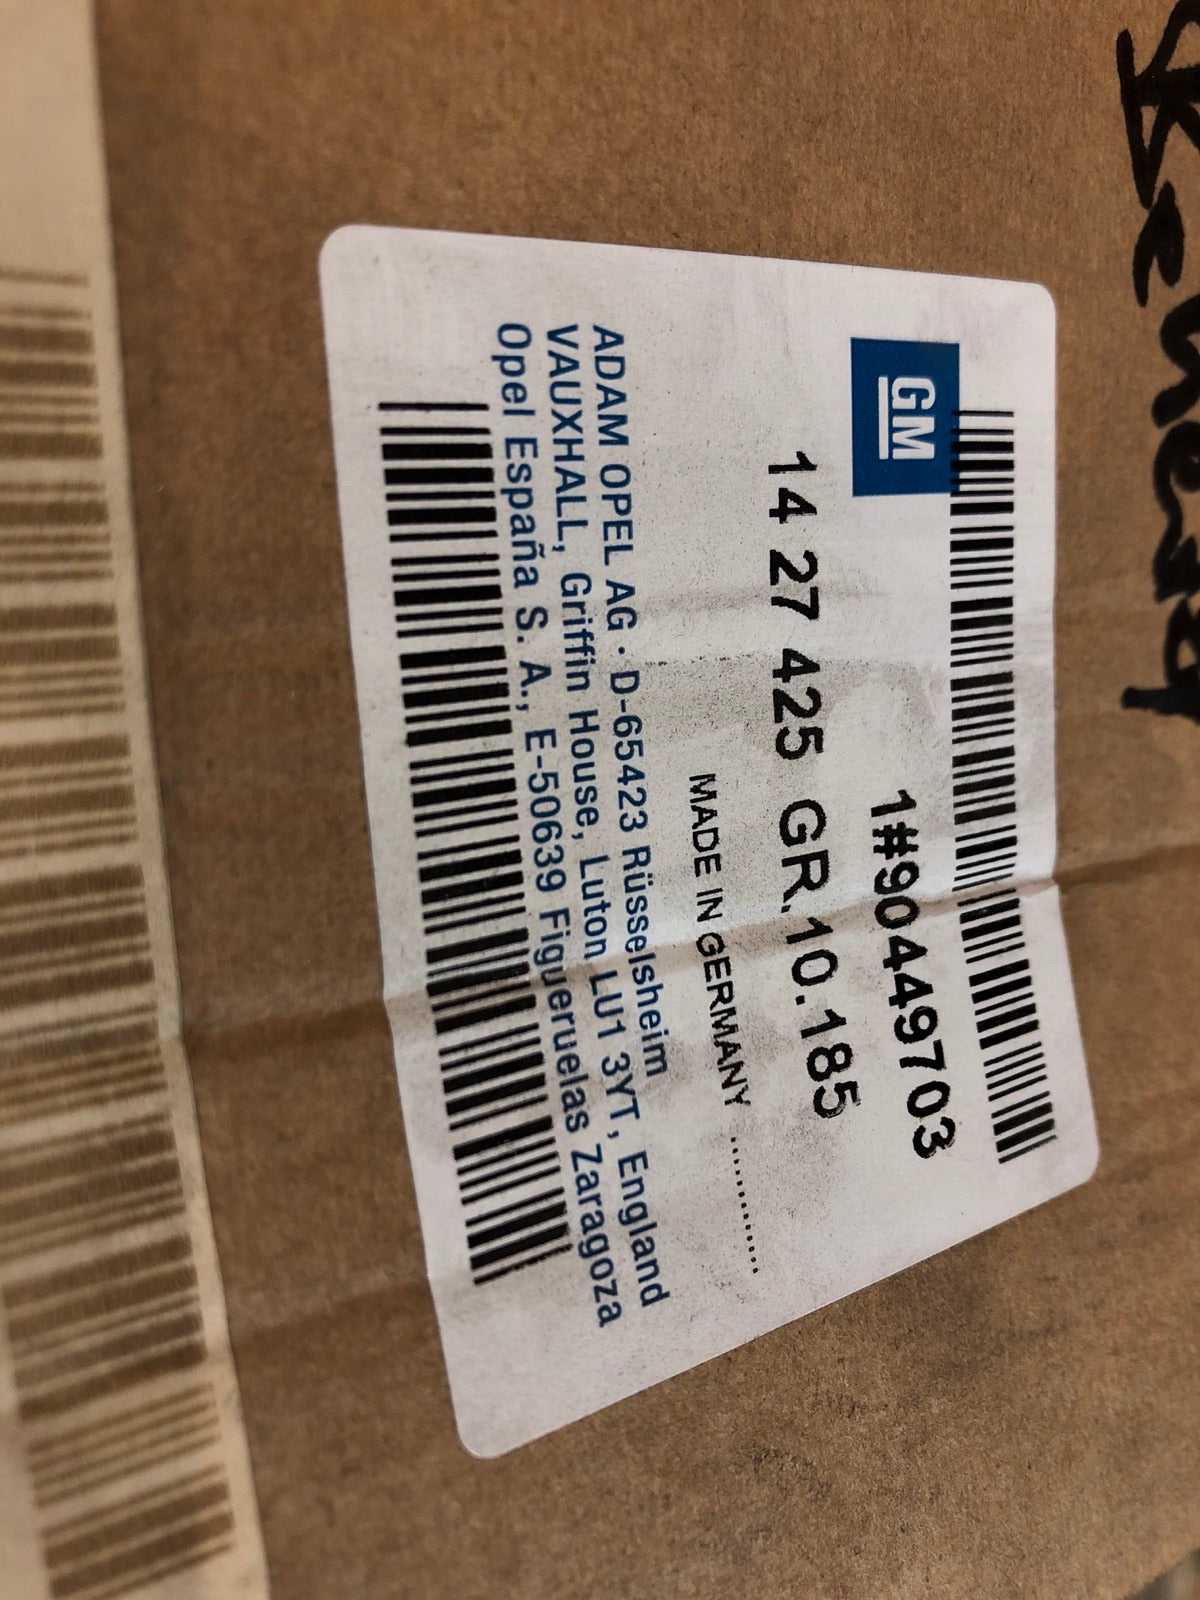 GM
1#90449703
14 27 425 GR.10.185
MADE IN GERMANY ............
ADAM OPEL AG · D-65423 Rüsselsheim
VAUXHALL, Griffin House, Luton LU1 3YT, England
Opel España S. A., E-50639 Figueruelas Zaragoza